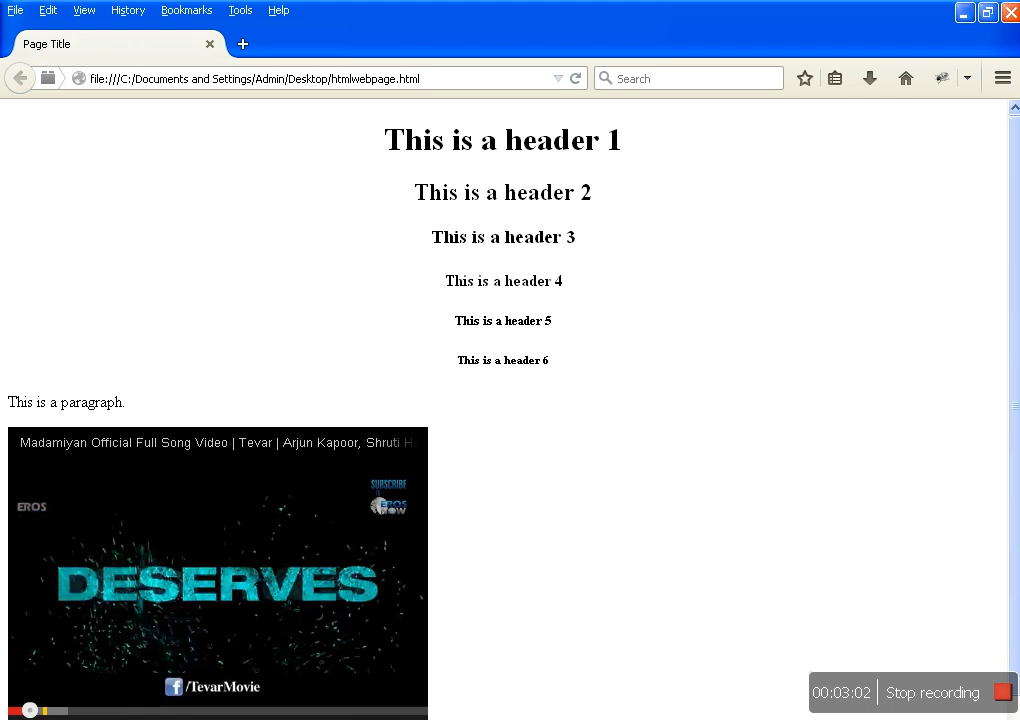 File Edit View History Bookmarks Tools Help
Page Title
file:///C:/Documents and Settings/Admin/Desktop/htmlwebpage.html
Search
This is a header 1
This is a header 2
This is a header 3
This is a header 4
This is a header 5
This is a header 6
This is a paragraph.
Madamiyan Official Full Song Video | Tevar | Arjun Kapoor, Shruti
SUBSCRIBE
EROS
EROS NOW
DESERVES
f /TevarMovie
00:03:02 Stop recording